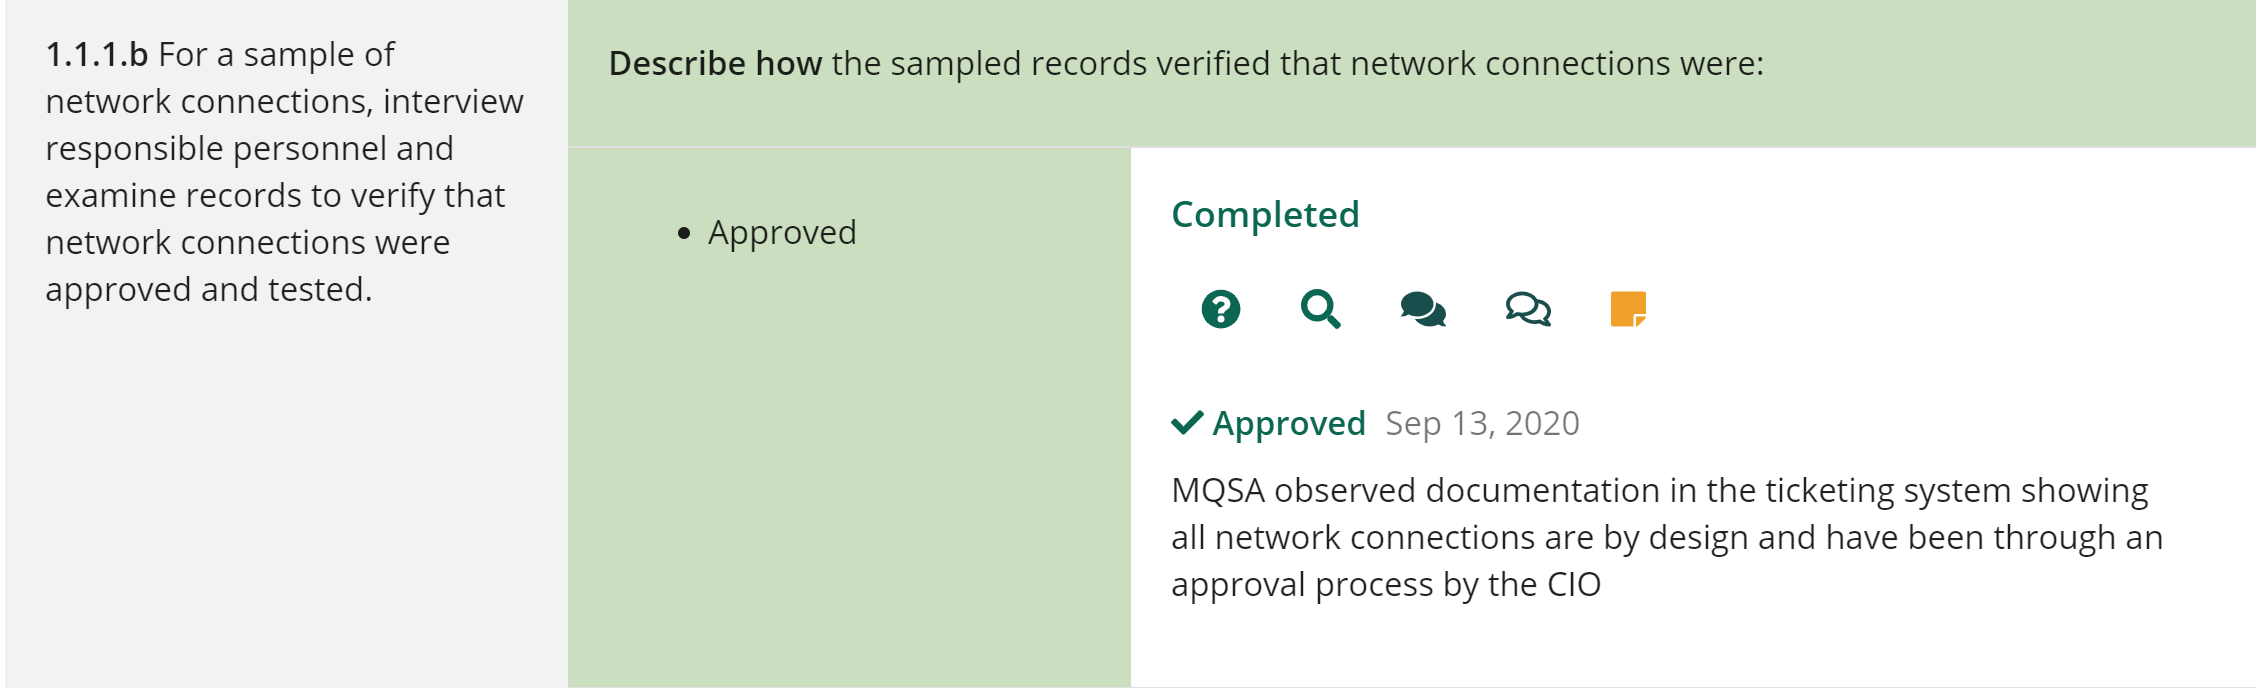 1.1.1.b For a sample of
network connections, interview
responsible personnel and
examine records to verify that
network connections were
approved and tested.
Describe how the sampled records verified that network connections were:
• Approved
Completed
Approved Sep 13, 2020
MQSA observed documentation in the ticketing system showing
all network connections are by design and have been through an
approval process by the CIO